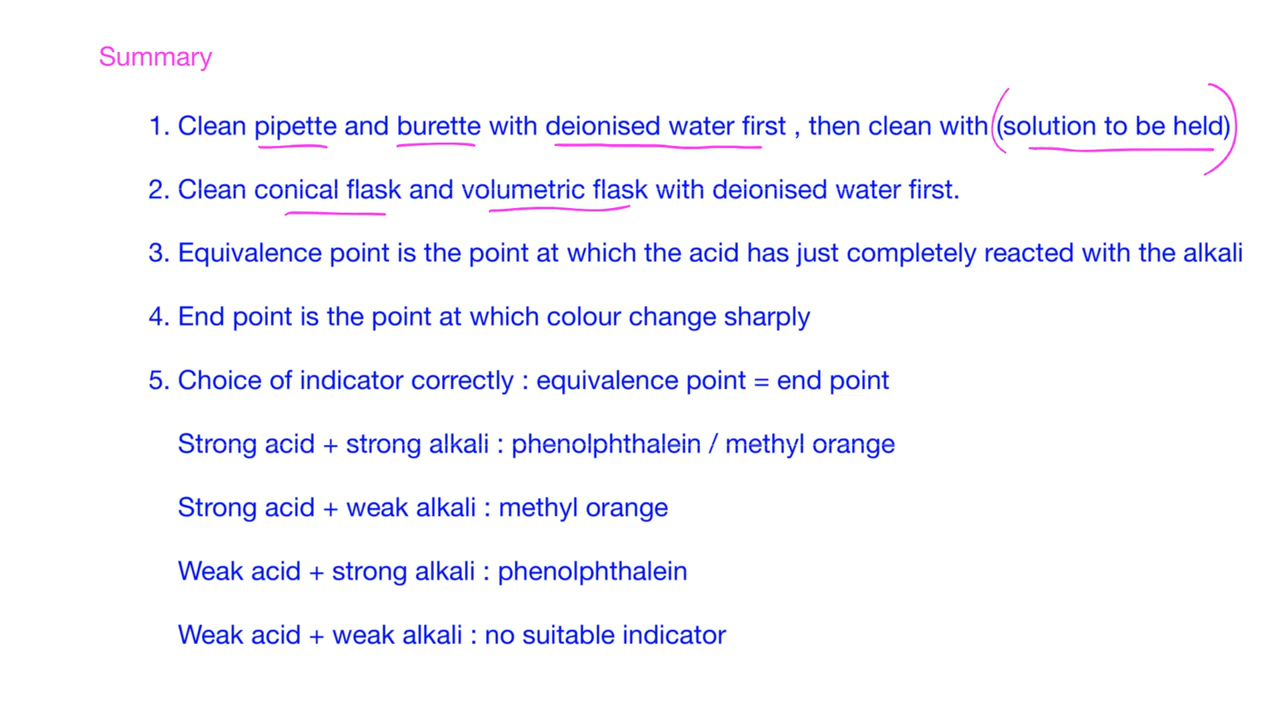 Summary
1. Clean pipette and burette with deionised water first , then clean with (solution to be held)
2. Clean conical flask and volumetric flask with deionised water first.
3. Equivalence point is the point at which the acid has just completely reacted with the alkali
4. End point is the point at which colour change sharply
5. Choice of indicator correctly : equivalence point = end point
Strong acid + strong alkali : phenolphthalein / methyl orange
Strong acid + weak alkali : methyl orange
Weak acid + strong alkali : phenolphthalein
Weak acid + weak alkali : no suitable indicator